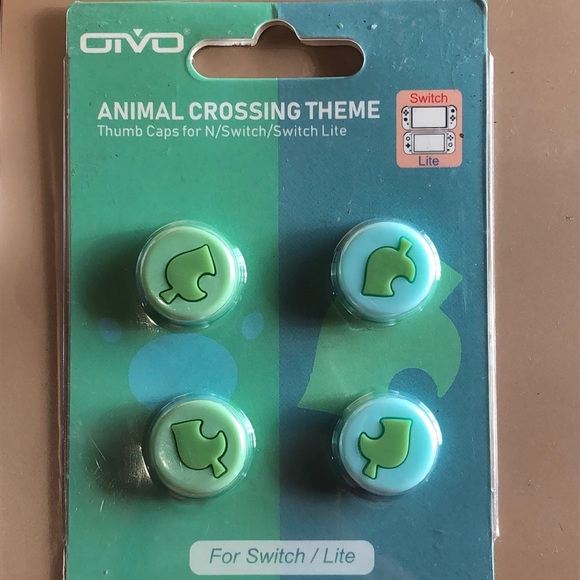 OIVO
ANIMAL CROSSING THEME
Thumb Caps for N/Switch/Switch Lite
Switch
Lite
For Switch / Lite